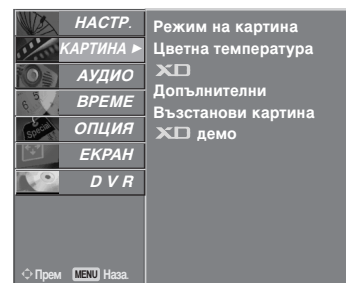 НАСТР.
КАРТИНА ►
АУДИО
ВРЕМЕ
ОПЦИЯ
ЕКРАН
D V R
Режим на картина
Цветна температура
XD
Допълнителни
Възстанови картина
XD демо
Прем MENU Наза.